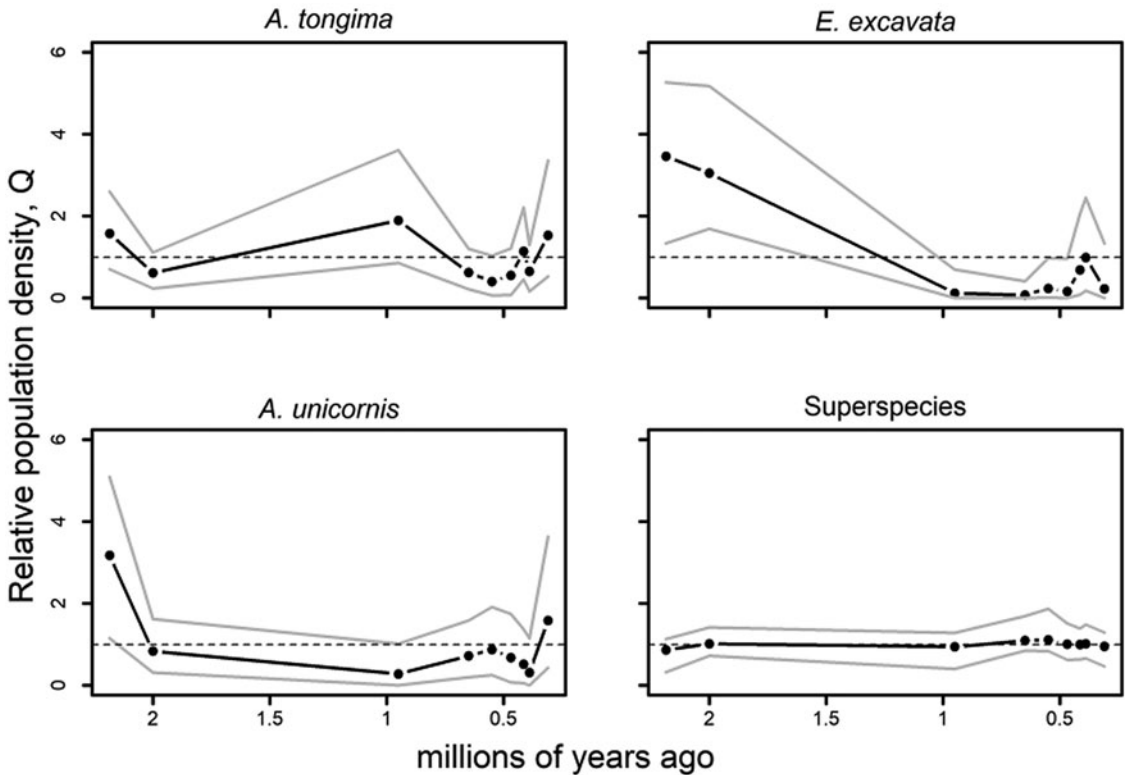 A. tongima
E. excavata
6
4
2
0
2
1.5
1
0.5
2
1.5
1
0.5
A. unicornis
Superspecies
6
4
2
0
Relative population density, Q
millions of years ago